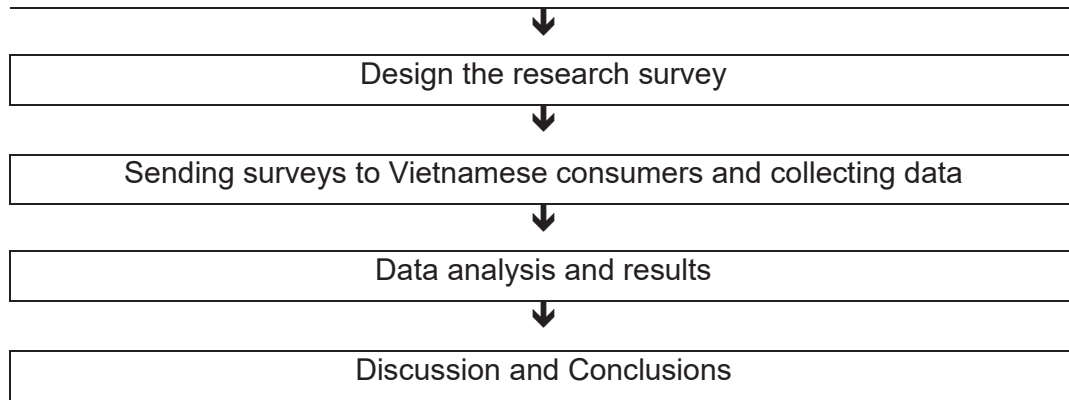 Design the research survey
Sending surveys to Vietnamese consumers and collecting data
Data analysis and results
Discussion and Conclusions